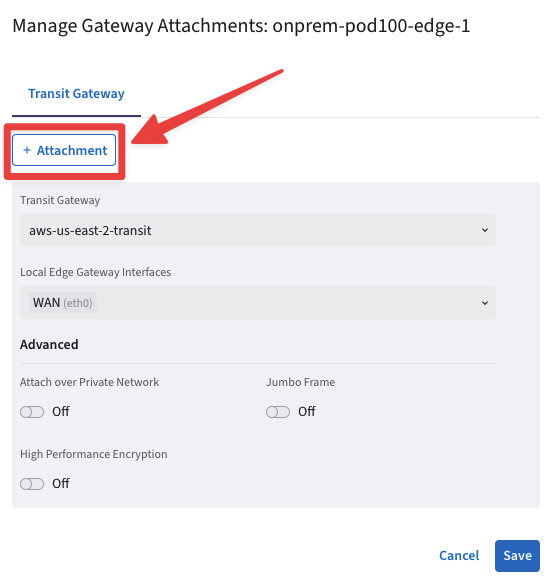 Manage Gateway Attachments: onprem-pod100-edge-1
Transit Gateway
+ Attachment
Transit Gateway
aws-us-east-2-transit
Local Edge Gateway Interfaces
WAN (eth0)
Advanced
Attach over Private Network
Jumbo Frame
Off
Off
High Performance Encryption
Off
Cancel
Save